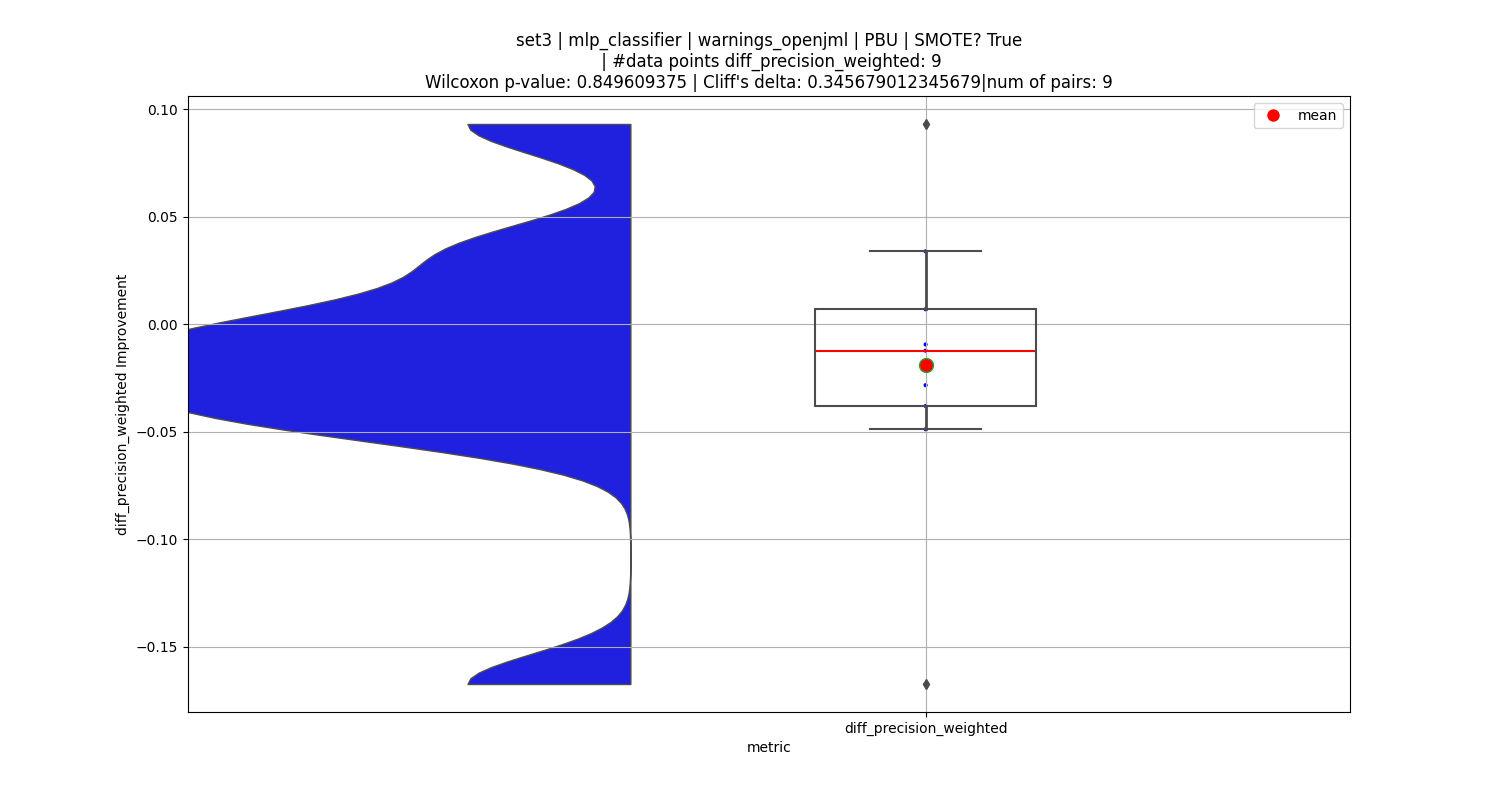 set3 | mlp_classifier | warnings_openjml | PBU | SMOTE? True
| #data points diff_precision_weighted: 9
Wilcoxon p-value: 0.849609375 | Cliff's delta: 0.345679012345679|num of pairs: 9
mean
0.10
0.05
0.00
−0.05
−0.10
−0.15
diff_precision_weighted Improvement
diff_precision_weighted
metric